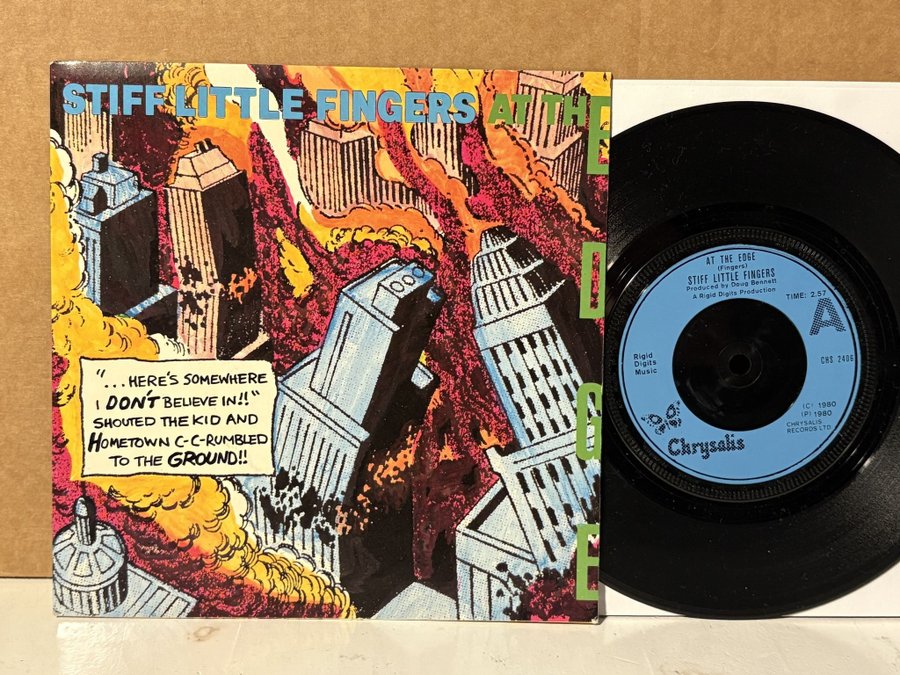 STIFF LITTLE FINGERS AT THE
EDGE
"...HERE'S SOMEWHERE
I DON'T BELIEVE IN!!"
SHOUTED THE KID AND
HOMETOWN C-C-RUMBLED
TO THE GROUND!!
AT THE EDGE
(Fingers)
STIFF LITTLE FINGERS
Produced by Doug Bennett
A Rigid Digits Production
TIME: 2.57
A
Rigid
Digits
Music
CHS 2406
(C) 1980
(P) 1980
CHRYSALIS
RECORDS LTD
Chrysalis